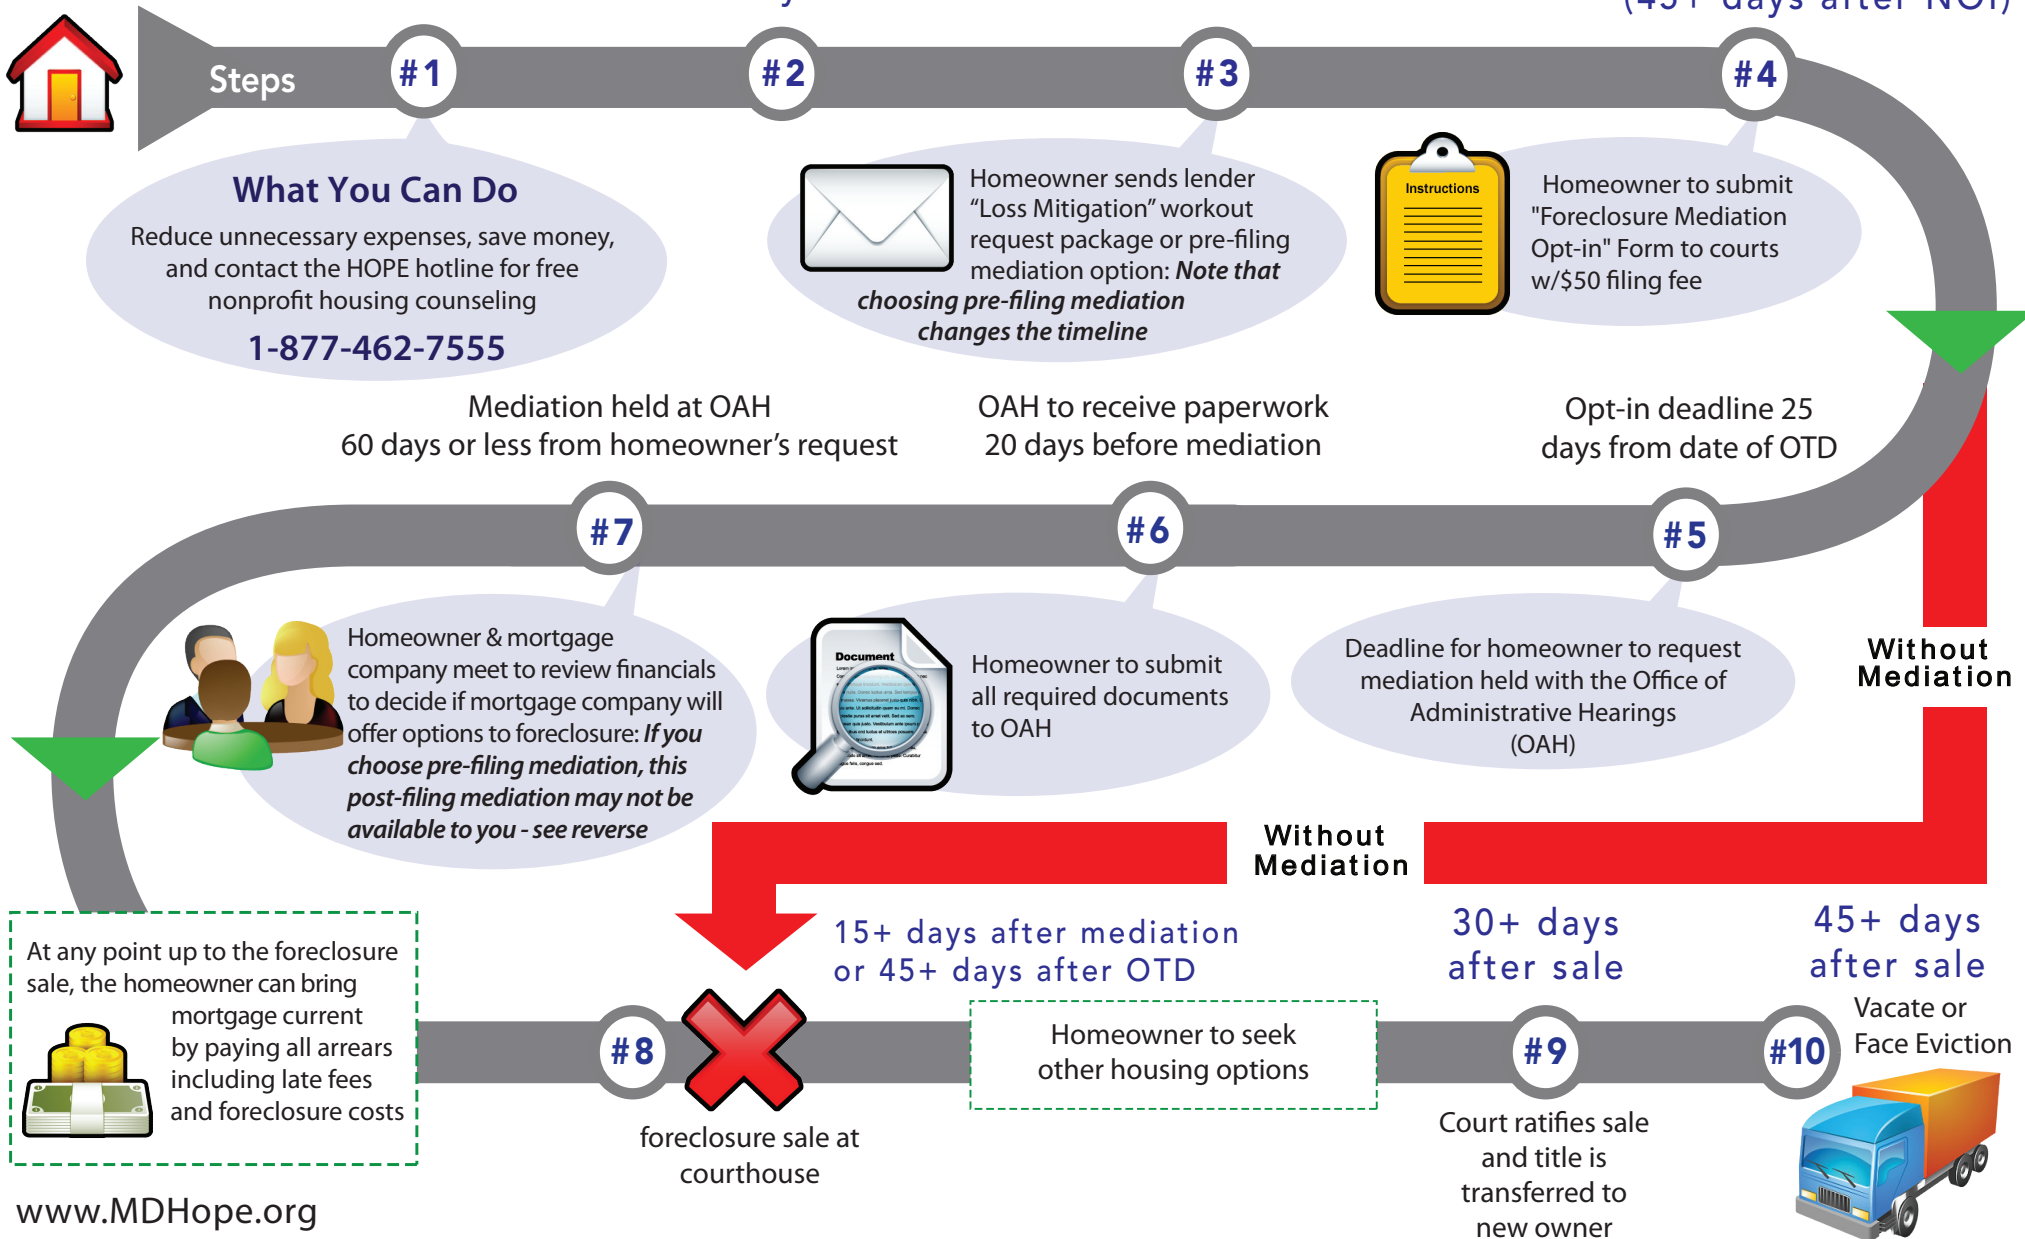 (45+ days after NOI)
Steps
#1
#2
#3
#4
What You Can Do
Reduce unnecessary expenses, save money,
and contact the HOPE hotline for free
nonprofit housing counseling
1-877-462-7555
Homeowner sends lender
“Loss Mitigation” workout
request package or pre-filing
mediation option: Note that
choosing pre-filing mediation
changes the timeline
Instructions
Homeowner to submit
"Foreclosure Mediation
Opt-in" Form to courts
w/$50 filing fee
Mediation held at OAH
60 days or less from homeowner’s request
OAH to receive paperwork
20 days before mediation
Opt-in deadline 25
days from date of OTD
#7
#6
#5
Homeowner & mortgage
company meet to review financials
to decide if mortgage company will
offer options to foreclosure: If you
choose pre-filing mediation, this
post-filing mediation may not be
available to you - see reverse
Document
Homeowner to submit
all required documents
to OAH
Deadline for homeowner to request
mediation held with the Office of
Administrative Hearings
(OAH)
Without
Mediation
Without
Mediation
At any point up to the foreclosure
sale, the homeowner can bring
mortgage current
by paying all arrears
including late fees
and foreclosure costs
15+ days after mediation
or 45+ days after OTD
30+ days
after sale
45+ days
after sale
#8
Homeowner to seek
other housing options
#9
#10
Vacate or
Face Eviction
foreclosure sale at
courthouse
Court ratifies sale
and title is
transferred to
new owner
www.MDHope.org